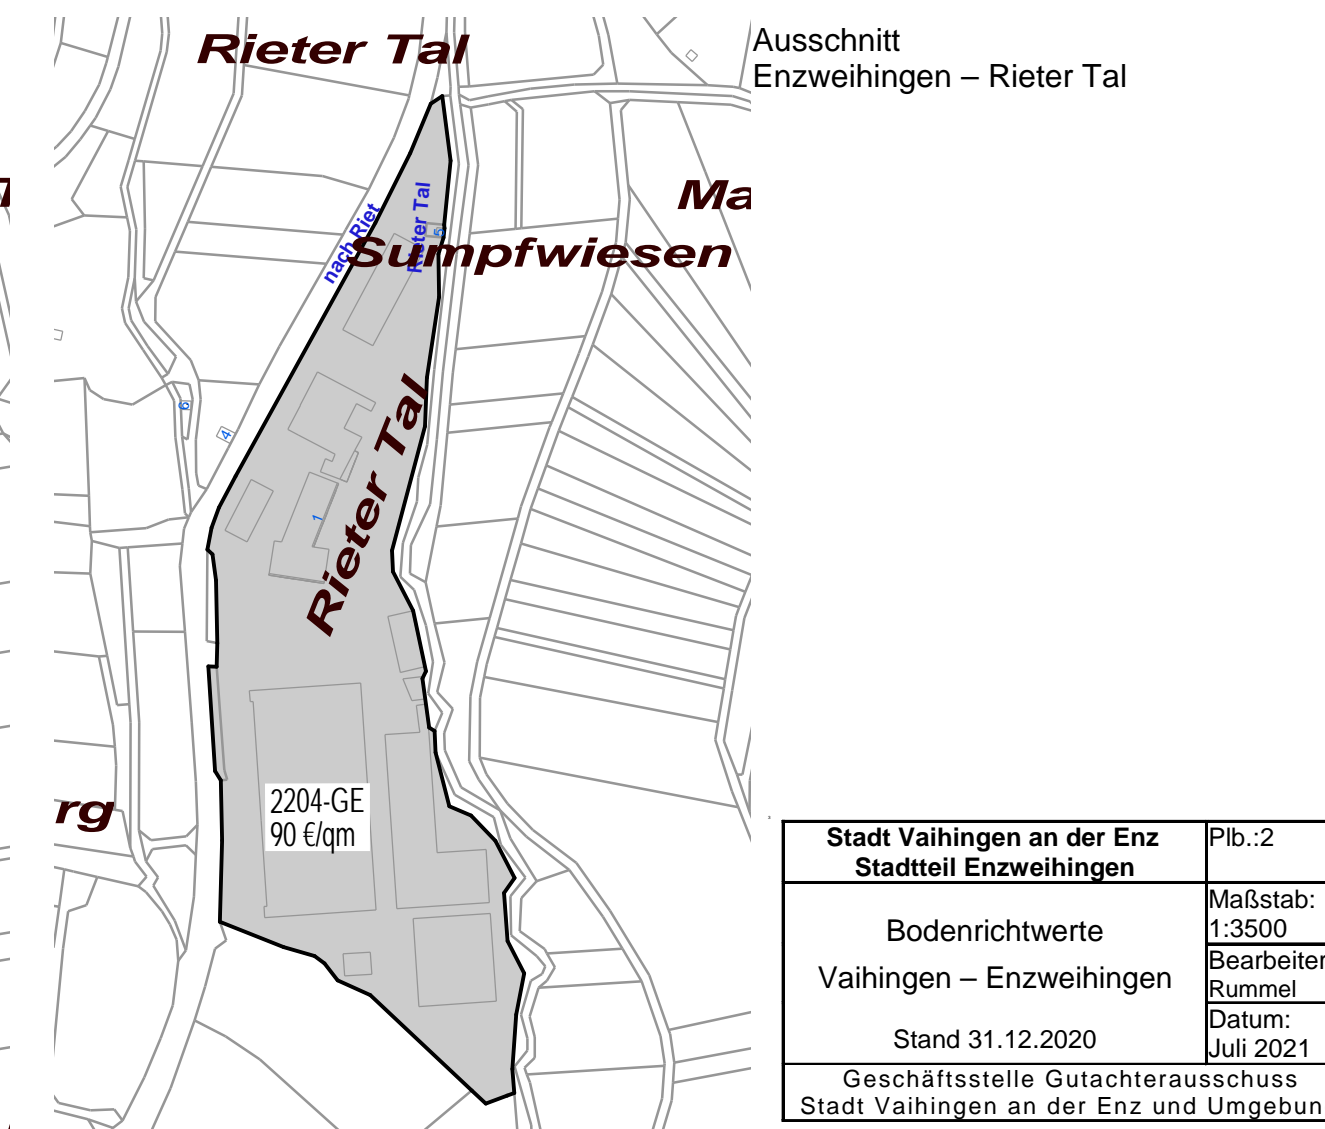 Rieter Tal
Ausschnitt
Enzweihingen – Rieter Tal
Ma
nach Riet
Rieter Tal
5
Sumpfwiesen
6
4
Rieter Tal
1
rg
2204-GE
90 €/qm
Stadt Vaihingen an der Enz
Stadtteil Enzweihingen
Plb.:2
Bodenrichtwerte
Vaihingen – Enzweihingen
Stand 31.12.2020
Maßstab:
1:3500
Bearbeiter
Rummel
Datum:
Juli 2021
Geschäftsstelle Gutachterausschuss
Stadt Vaihingen an der Enz und Umgebun